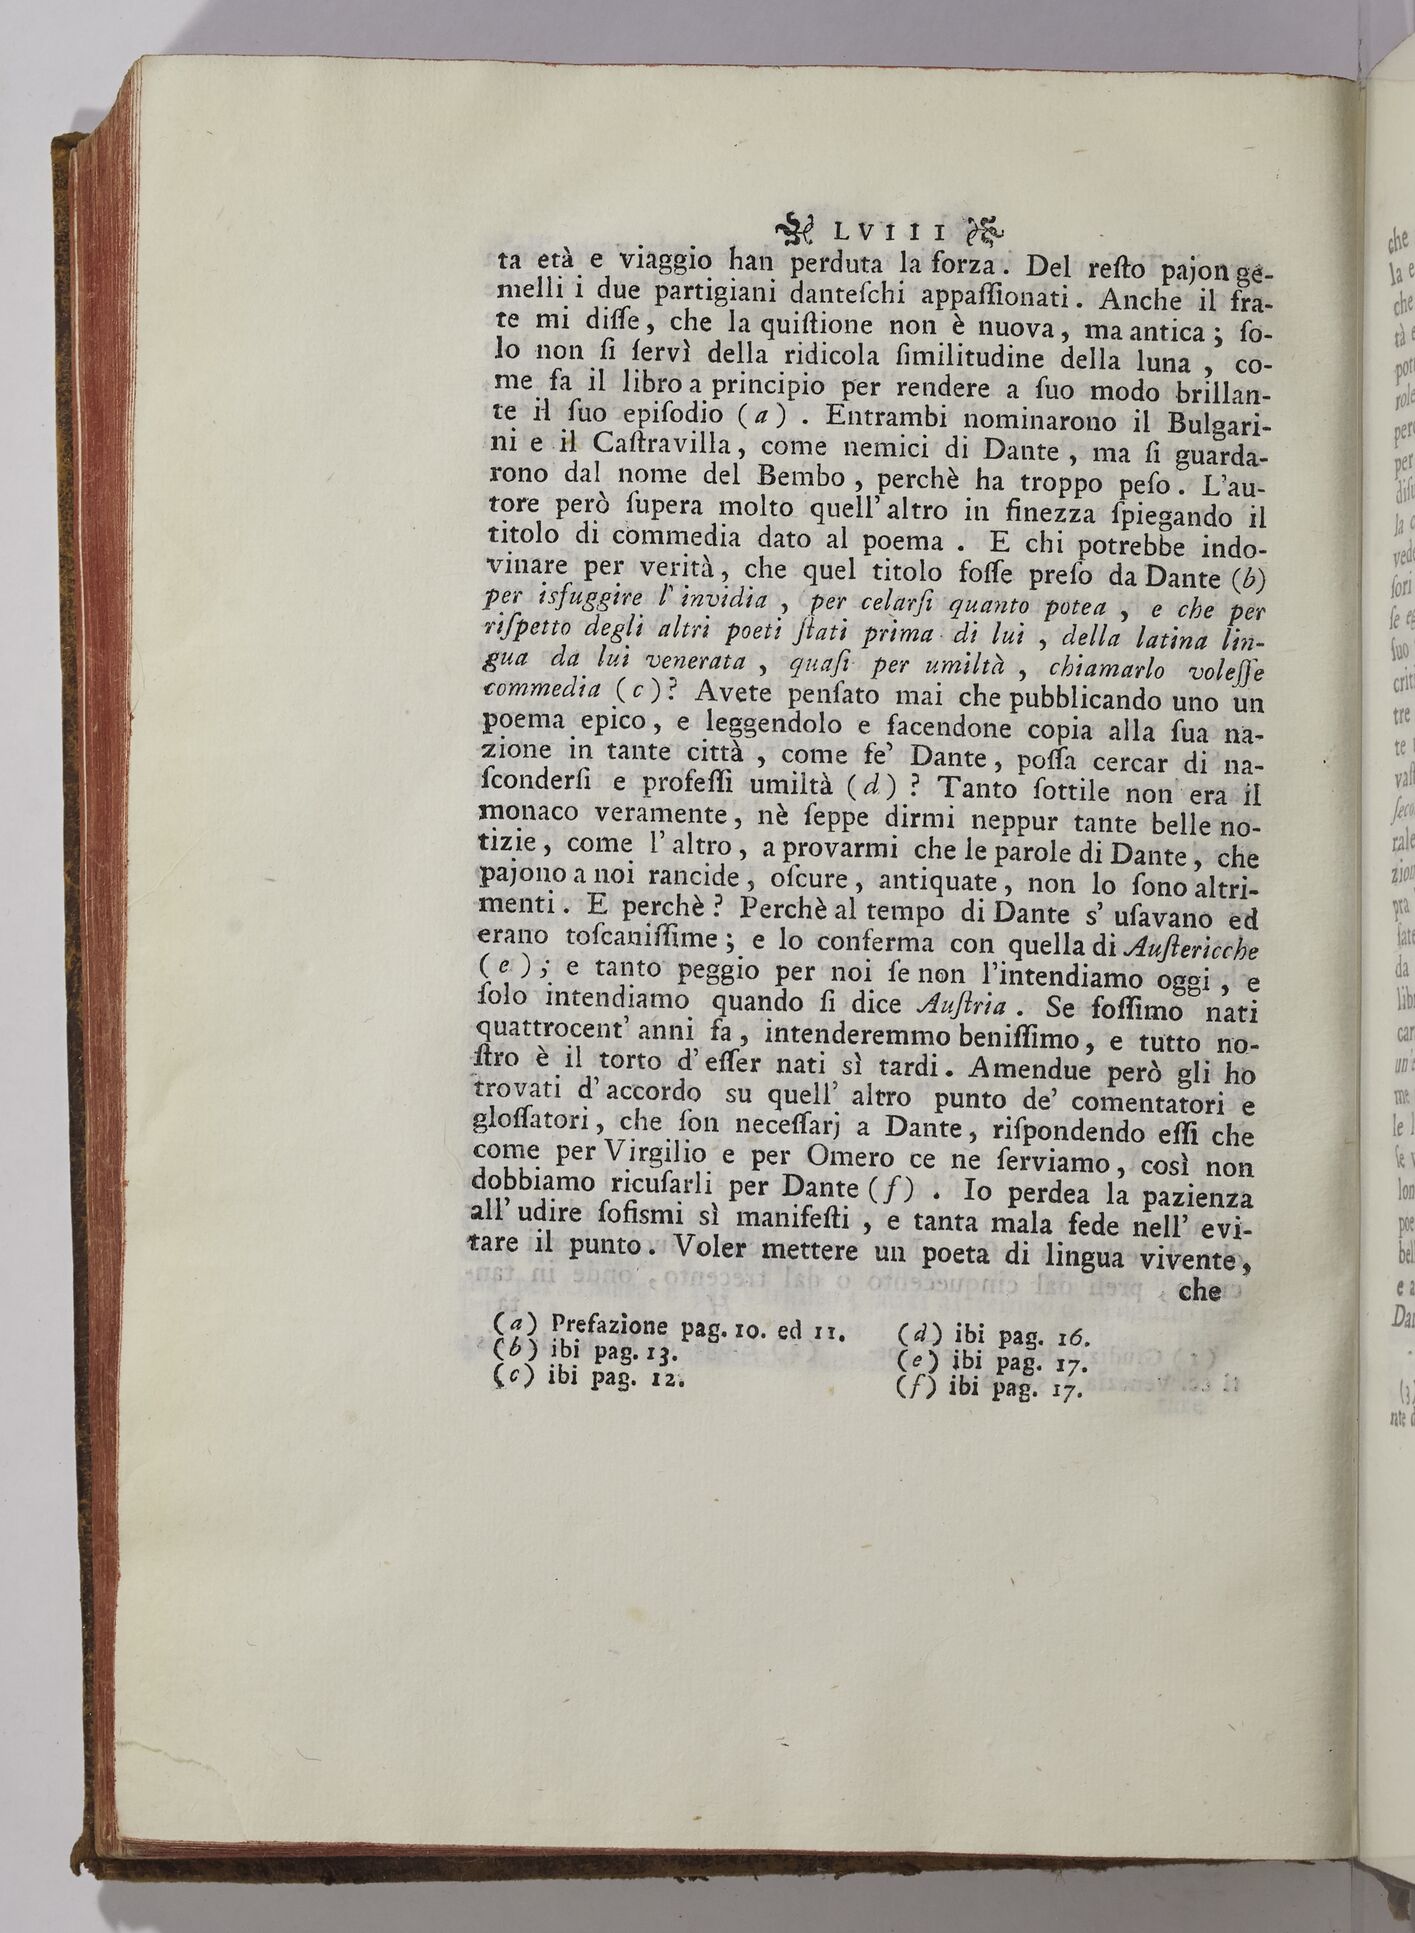 LVIII
ta età e viaggio han perduta la forza. Del reſto pajon ge-
melli i due partigiani danteſchi appaſſionati. Anche il fra-
te mi diſſe, che la quiſtione non è nuova, ma antica; ſo-
lo non ſi ſervì della ridicola ſimilitudine della luna, co-
me fa il libro a principio per rendere a ſuo modo brillan-
te il ſuo epiſodio (a). Entrambi nominarono il Bulgari-
ni e il Caſtravilla, come nemici di Dante, ma ſi guarda-
rono dal nome del Bembo, perchè ha troppo peſo. L'au-
tore però ſupera molto quell' altro in finezza ſpiegando il
titolo di commedia dato al poema. E chi potrebbe indo-
vinare per verità, che quel titolo foſſe preſo da Dante (b)
per isfuggire l' invidia, per celarſi quanto potea, e che per
riſpetto degli altri poeti ſtati prima di lui, della latina lin-
gua da lui venerata, quaſi per umiltà, chiamarlo voleſſe
commedia (c)? Avete penſato mai che pubblicando uno un
poema epico, e leggendolo e facendone copia alla ſua na-
zione in tante città, come fe' Dante, poſſa cercar di na-
ſconderſi e profeſſi umiltà (d)? Tanto ſottile non era il
monaco veramente, nè ſeppe dirmi neppur tante belle no-
tizie, come l' altro, a provarmi che le parole di Dante, che
pajono a noi rancide, oſcure, antiquate, non lo ſono altri-
menti. E perchè? Perchè al tempo di Dante s' uſavano ed
erano toſcaniſſime; e lo conferma con quella di Auſtericche
(e); e tanto peggio per noi ſe non l'intendiamo oggi, e
ſolo intendiamo quando ſi dice Auſtria. Se foſſimo nati
quattrocent' anni fa, intenderemmo beniſſimo, e tutto no-
ſtro è il torto d' eſſer nati sì tardi. Amendue però gli ho
trovati d' accordo su quell' altro punto de' comentatori e
gloſſatori, che ſon neceſſarj a Dante, riſpondendo eſſi che
come per Virgilio e per Omero ce ne ſerviamo, così non
dobbiamo ricuſarli per Dante (f). Io perdea la pazienza
all' udire ſofismi sì manifeſti, e tanta mala fede nell' evi-
tare il punto. Voler mettere un poeta di lingua vivente,
che
(a) Prefazione pag. 10. ed 11.
(b) ibi pag. 13.
(c) ibi pag. 12.
(d) ibi pag. 16.
(e) ibi pag. 17.
(f) ibi pag. 17.